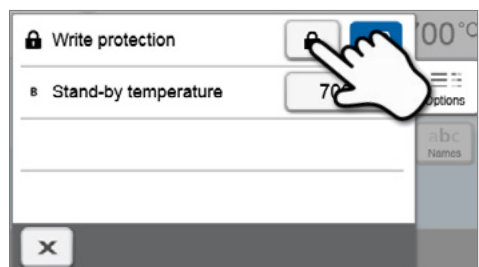 Write protection
00°C
B Stand-by temperature
70
Options
abc
Names